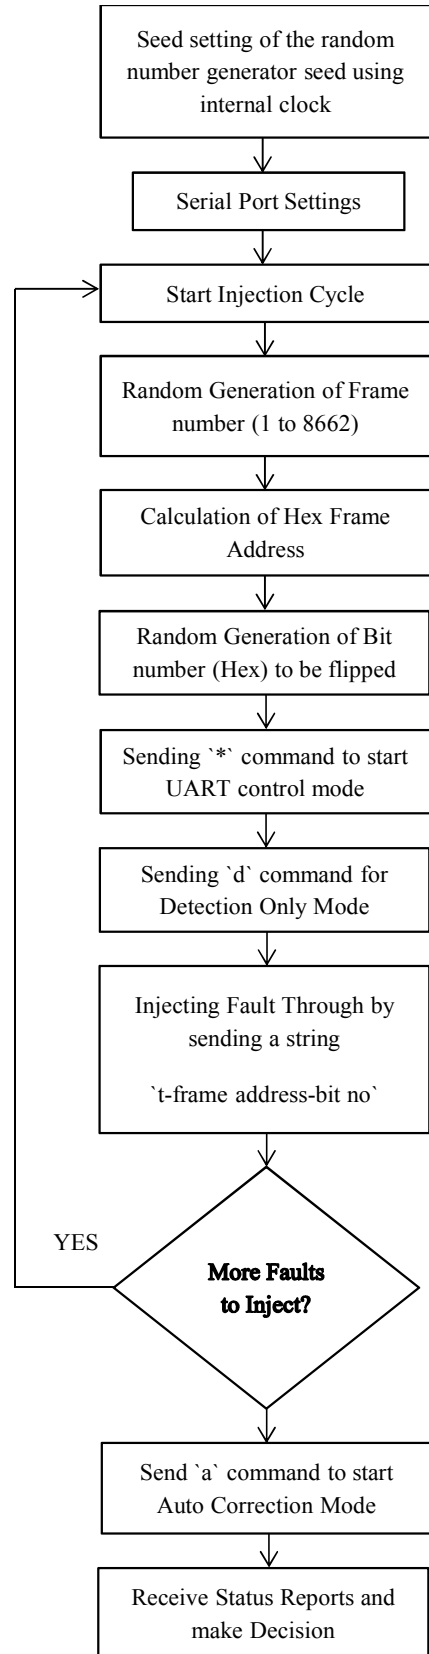 Seed setting of the random
number generator seed using
internal clock
Serial Port Settings
Start Injection Cycle
Random Generation of Frame
number (1 to 8662)
Calculation of Hex Frame
Address
Random Generation of Bit
number (Hex) to be flipped
Sending `*` command to start
UART control mode
Sending `d` command for
Detection Only Mode
Injecting Fault Through by
sending a string
`t-frame address-bit no`
YES
More Faults
to Inject?
Send `a` command to start
Auto Correction Mode
Receive Status Reports and
make Decision